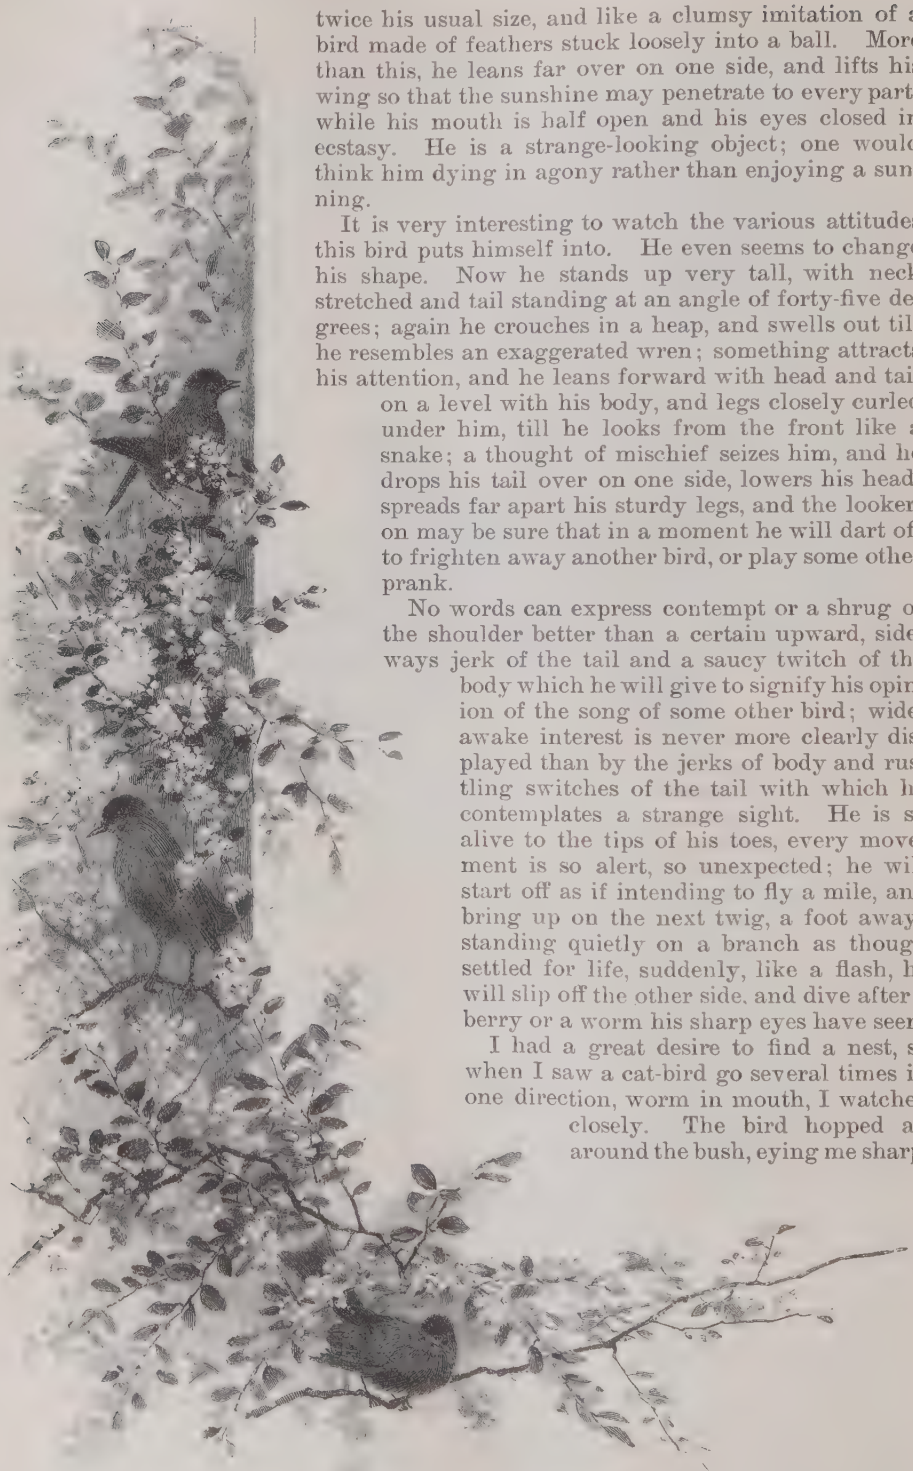 twice his usual size, and like a clumsy imitation of a
bird made of feathers stuck loosely into a ball. More
than this, he leans far over on one side, and lifts his
wing so that the sunshine may penetrate to every part,
while his mouth is half open and his eyes closed in
ecstasy. He is a strange-looking object; one would
think him dying in agony rather than enjoying a sun
ning.
It is very interesting to watch the various attitudes
this bird puts himself into. He even seems to change
his shape. Now he stands up very tall, with neck
stretched and tail standing at an angle of forty-five de
grees; again he crouches in a heap, and swells out till
he resembles an exaggerated wren; something attracts
his attention, and he leans forward with head and tail
on a level with his body, and legs closely curled
under him, till he looks from the front like a
snake; a thought of mischief seizes him, and he
drops his tail over on one side, lowers his head,
spreads far apart his sturdy legs, and the looker
on may be sure that in a moment he will dart of
to frighten away another bird, or play some othe
prank.
No words can express contempt or a shrug o
the shoulder better than a certain upward, side
ways jerk of the tail and a saucy twitch of th
body which he will give to signify his opin
ion of the song of some other bird; wide
awake interest is never more clearly dis
played than by the jerks of body and rus
tling switches of the tail with which h
contemplates a strange sight. He is s
alive to the tips of his toes, every move
ment is so alert, so unexpected; he wil
start off as if intending to fly a mile, an
bring up on the next twig, a foot away
standing quietly on a branch as thoug
settled for life, suddenly, like a flash, h
will slip off the other side, and dive after
berry or a worm his sharp eyes have seen
I had a great desire to find a nest, s
when I saw a cat-bird go several times i
one direction, worm in mouth, I watche
closely. The bird hopped a
around the bush, eying me sharp